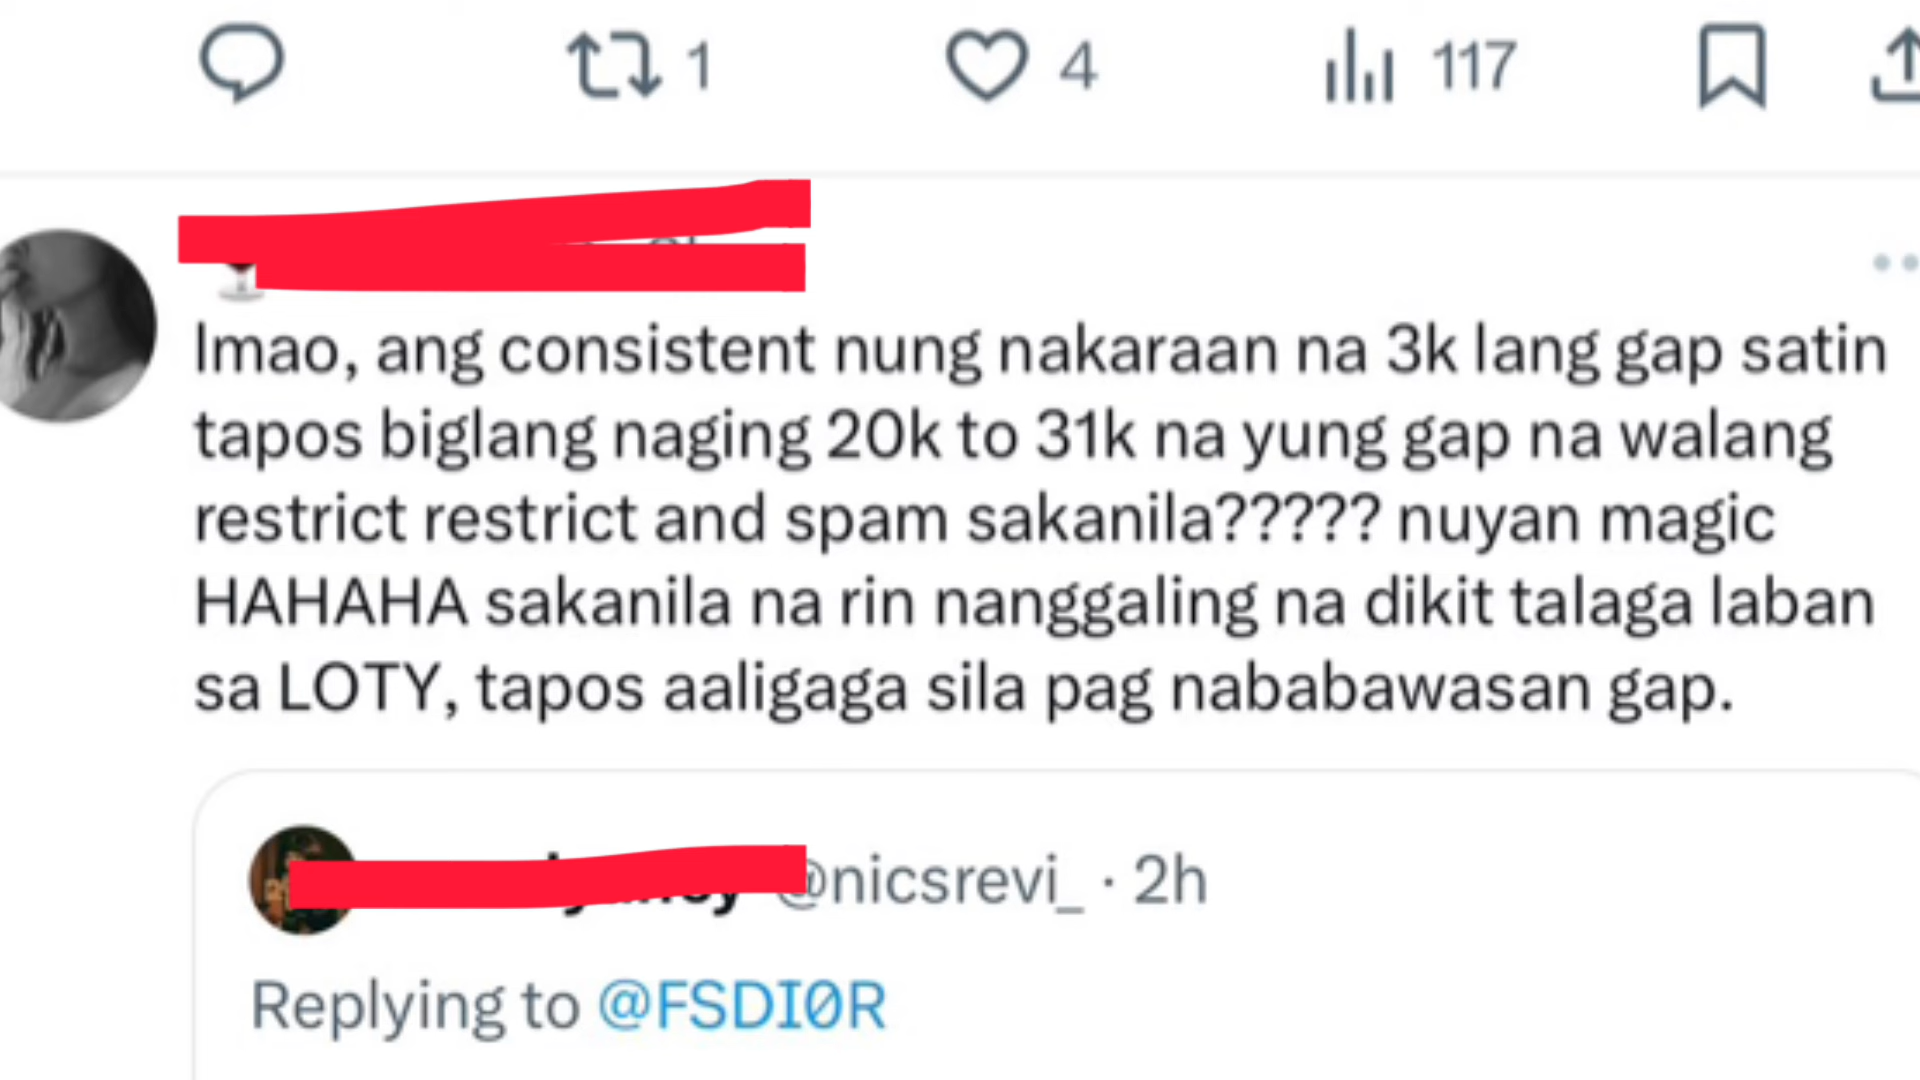 1 4 117
lmao, ang consistent nung nakaraan na 3k lang gap satin
tapos biglang naging 20k to 31k na yung gap na walang
restrict restrict and spam sakanila????? nuyan magic
HAHAHA sakanila na rin nanggaling na dikit talaga laban
sa LOTY, tapos aaligaga sila pag nababawasan gap.
@nicsrevi_ · 2h
Replying to @FSDI0R